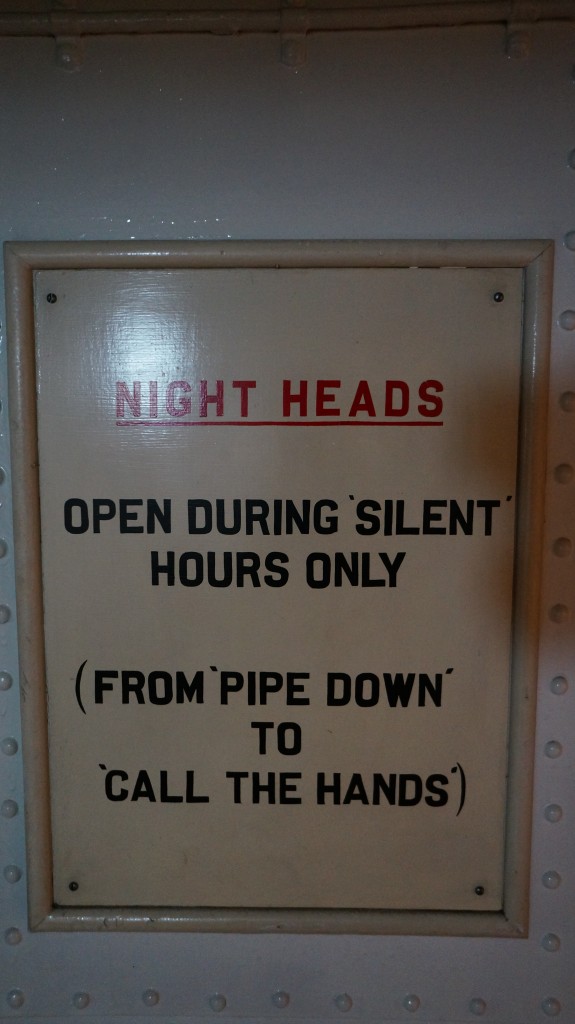 NIGHT HEADS
OPEN DURING 'SILENT'
HOURS ONLY
(FROM 'PIPE DOWN'
TO
'CALL THE HANDS')